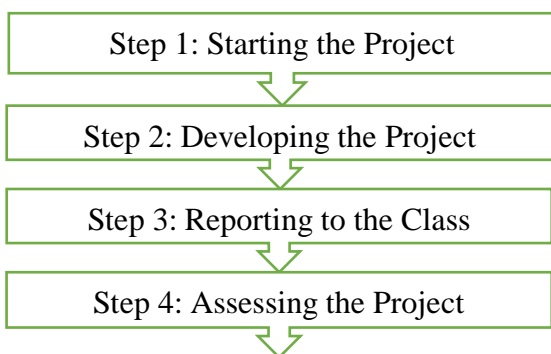 Step 1: Starting the Project
Step 2: Developing the Project
Step 3: Reporting to the Class
Step 4: Assessing the Project